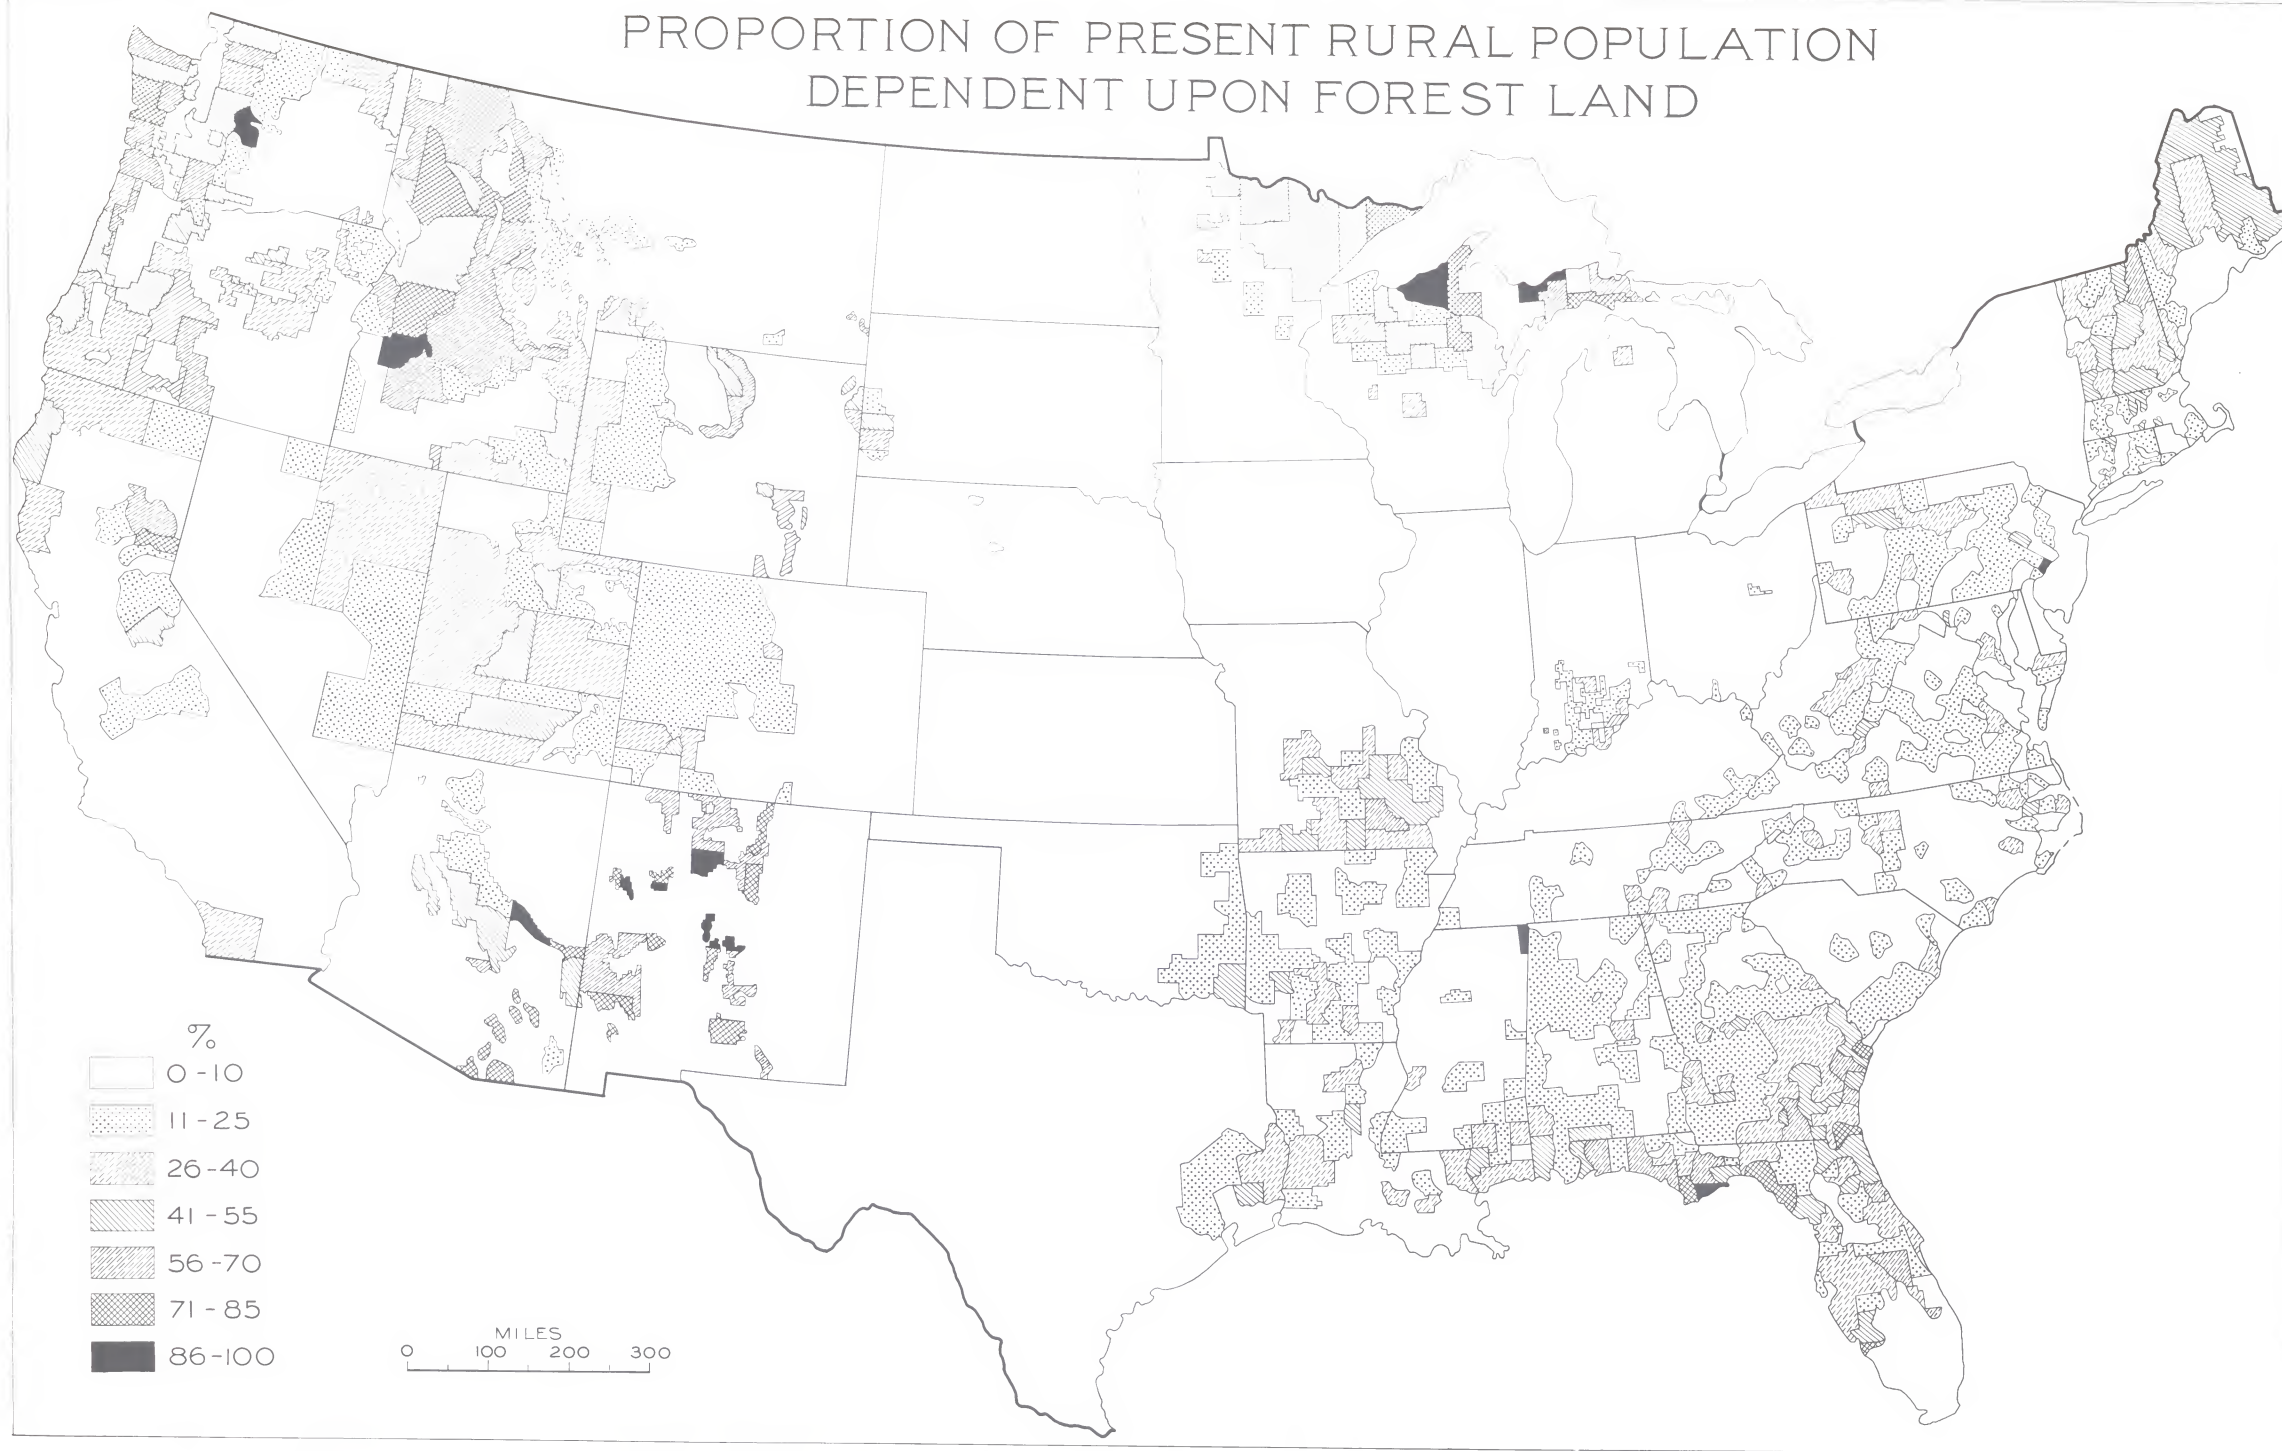 PROPORTION OF PRESENT RURAL POPULATION
DEPENDENT UPON FOREST LAND
%
0-10
11-25
26-40
41-55
56-70
71-85
86-100
MILES
0 100 200 300